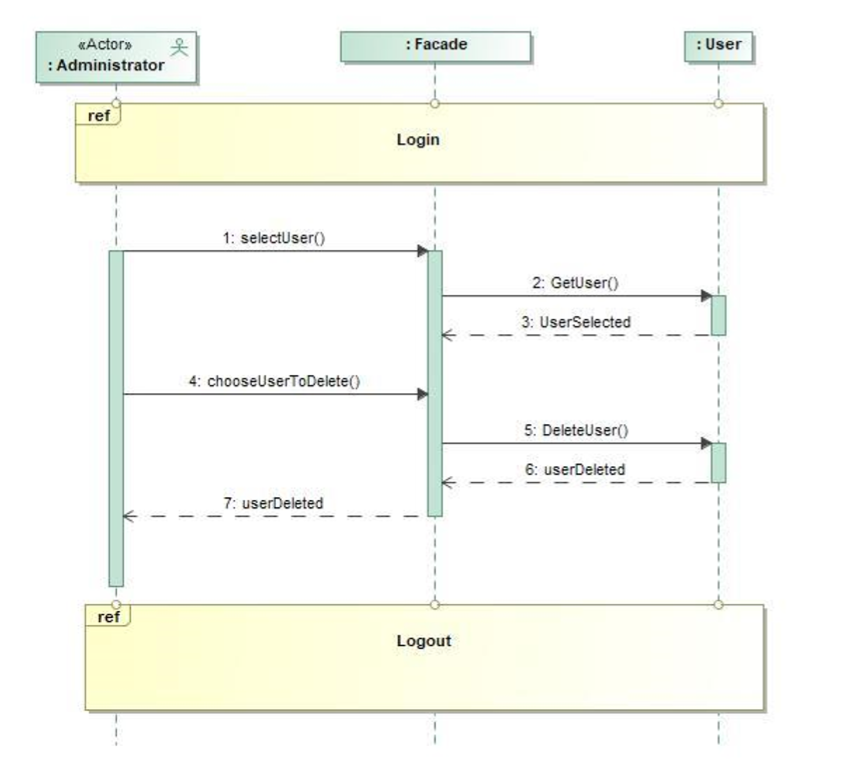 «Actor»
: Administrator
: Facade
: User
ref
Login
1: selectUser()
2: GetUser()
3: UserSelected
4: chooseUserToDelete()
5: DeleteUser()
6: userDeleted
7: userDeleted
ref
Logout